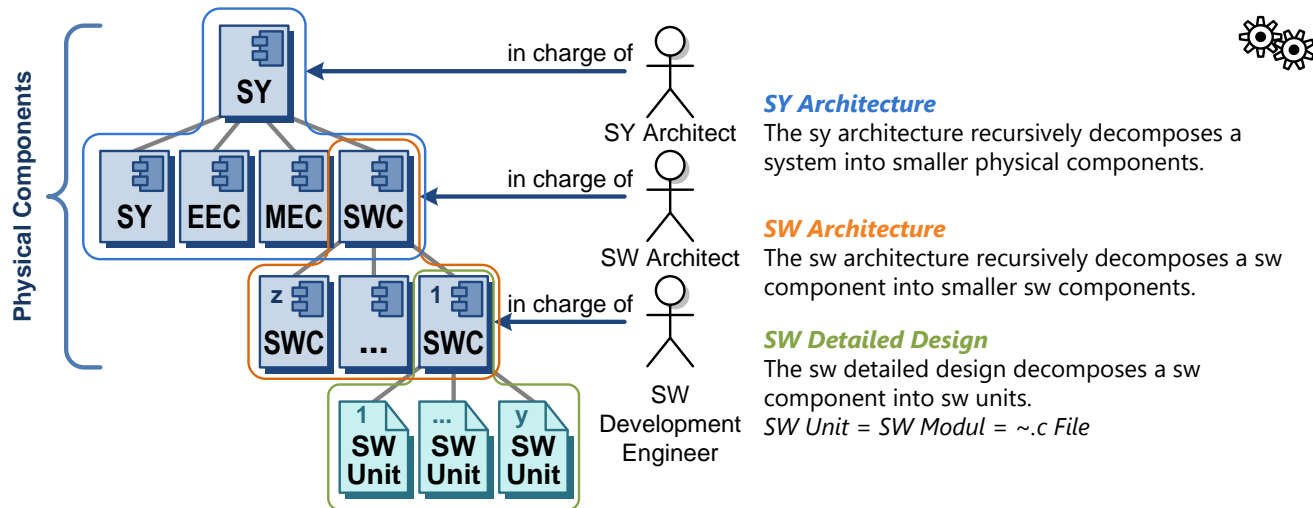 Physical Components
SY
in charge of
SY Architect
SY
EEC
MEC
SWC
in charge of
SW Architect
z
SWC
...
1
SWC
in charge of
SW
Development
Engineer
1
SW
Unit
...
SW
Unit
y
SW
Unit
SY Architecture
The sy architecture recursively decomposes a
system into smaller physical components.
SW Architecture
The sw architecture recursively decomposes a sw
component into smaller sw components.
SW Detailed Design
The sw detailed design decomposes a sw
component into sw units.
SW Unit = SW Modul = ~.c File